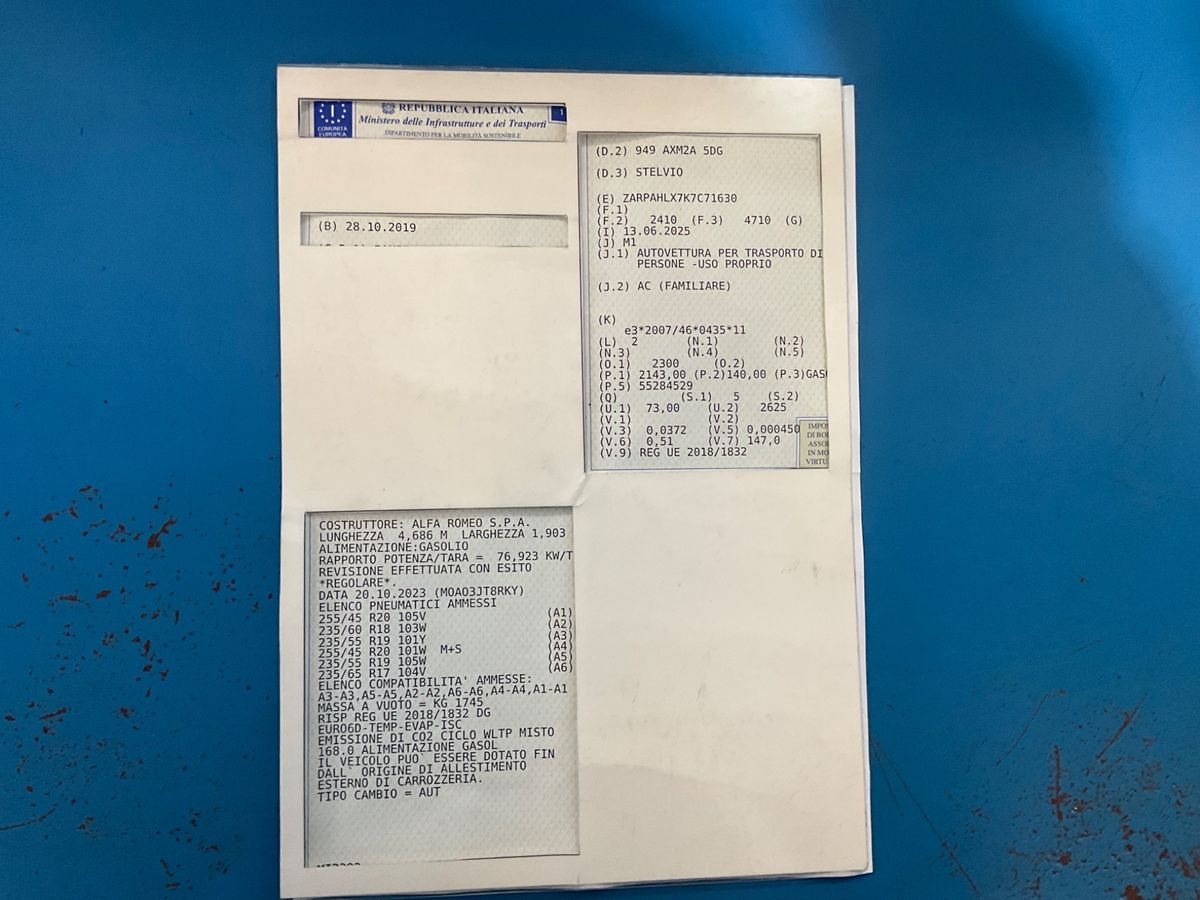 REPUBBLICA ITALIANA
Ministero delle Infrastrutture e dei Trasporti
DIPARTIMENTO PER LA MOBILITÀ SOSTENIBILE
I
COMUNITÀ
EUROPEA
1
(B) 28.10.2019
(D.2) 949 AXM2A 5DG
(D.3) STELVIO
(E) ZARPAHLX7K7C71630
(F.1)
(F.2) 2410 (F.3) 4710 (G)
(I) 13.06.2025
(J) M1
(J.1) AUTOVETTURA PER TRASPORTO DI
PERSONE -USO PROPRIO
(J.2) AC (FAMILIARE)
(K)
e3*2007/46*0435*11
(L) 2 (N.1) (N.2)
(N.3) (N.4) (N.5)
(O.1) 2300 (O.2)
(P.1) 2143,00 (P.2)140,00 (P.3)GAS
(P.5) 55284529
(Q) (S.1) 5 (S.2)
(U.1) 73,00 (U.2) 2625
(V.1) (V.2)
(V.3) 0,0372 (V.5) 0,000450
(V.6) 0,51 (V.7) 147,0
(V.9) REG UE 2018/1832
IMPOS
DI BO
ASSO
IN MO
VIRTU
COSTRUTTORE: ALFA ROMEO S.P.A.
LUNGHEZZA 4,686 M LARGHEZZA 1,903
ALIMENTAZIONE:GASOLIO
RAPPORTO POTENZA/TARA = 76,923 KW/T
REVISIONE EFFETTUATA CON ESITO
*REGOLARE*.
DATA 20.10.2023 (MOAO3JT8RKY)
ELENCO PNEUMATICI AMMESSI
255/45 R20 105V (A1)
235/60 R18 103W (A2)
235/55 R19 101Y (A3)
255/45 R20 101W M+S (A4)
235/55 R19 105W (A5)
235/65 R17 104V (A6)
ELENCO COMPATIBILITA' AMMESSE:
A3-A3,A5-A5,A2-A2,A6-A6,A4-A4,A1-A1
MASSA A VUOTO = KG 1745
RISP REG UE 2018/1832 DG
EURO6D-TEMP-EVAP-ISC
EMISSIONE DI CO2 CICLO WLTP MISTO
168.0 ALIMENTAZIONE GASOL
IL VEICOLO PUO` ESSERE DOTATO FIN
DALL` ORIGINE DI ALLESTIMENTO
ESTERNO DI CARROZZERIA.
TIPO CAMBIO = AUT